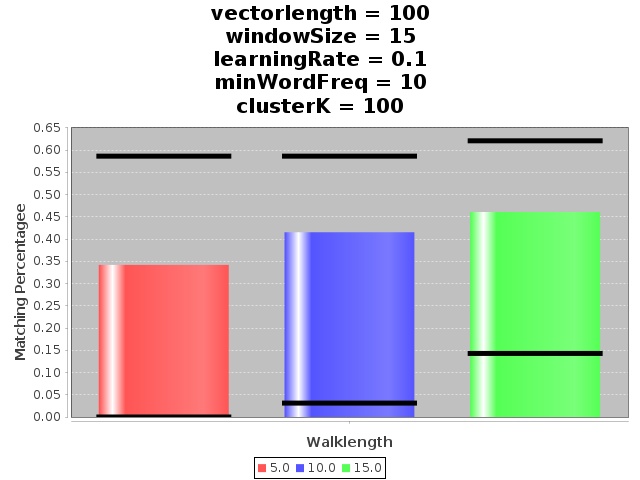 vectorlength = 100
windowSize = 15
learningRate = 0.1
minWordFreq = 10
clusterK = 100
0.65
0.60
0.55
0.50
0.45
0.40
0.35
0.30
0.25
0.20
0.15
0.10
0.05
0.00
Matching Percentagee
Walklength
5.0 10.0 15.0